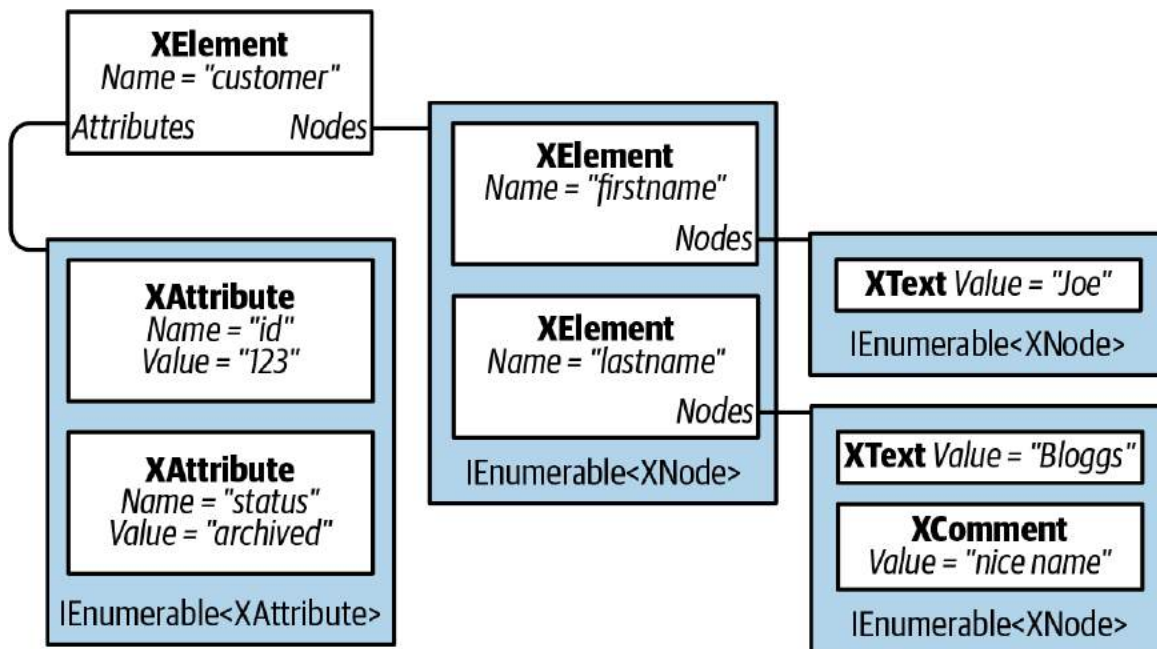 XElement
Name = "customer"
Attributes Nodes
XElement
Name = "firstname"
Nodes
XElement
Name = "lastname"
Nodes
IEnumerable<XNode>
XAttribute
Name = "id"
Value = "123"
XAttribute
Name = "status"
Value = "archived"
IEnumerable<XAttribute>
XText Value = "Joe"
IEnumerable<XNode>
XText Value = "Bloggs"
XComment
Value = "nice name"
IEnumerable<XNode>